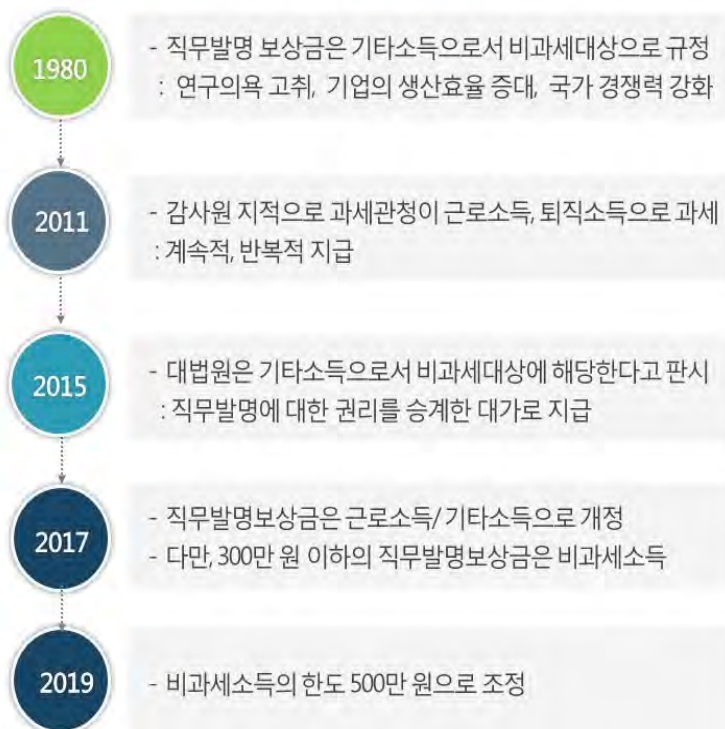 1980
- 직무발명 보상금은 기타소득으로서 비과세대상으로 규정
: 연구의욕 고취, 기업의 생산효율 증대, 국가 경쟁력 강화
2011
- 감사원 지적으로 과세관청이 근로소득, 퇴직소득으로 과세
: 계속적, 반복적 지급
2015
- 대법원은 기타소득으로서 비과세대상에 해당한다고 판시
: 직무발명에 대한 권리를 승계한 대가로 지급
2017
- 직무발명보상금은 근로소득/기타소득으로 개정
- 다만, 300만 원 이하의 직무발명보상금은 비과세소득
2019
- 비과세소득의 한도 500만 원으로 조정